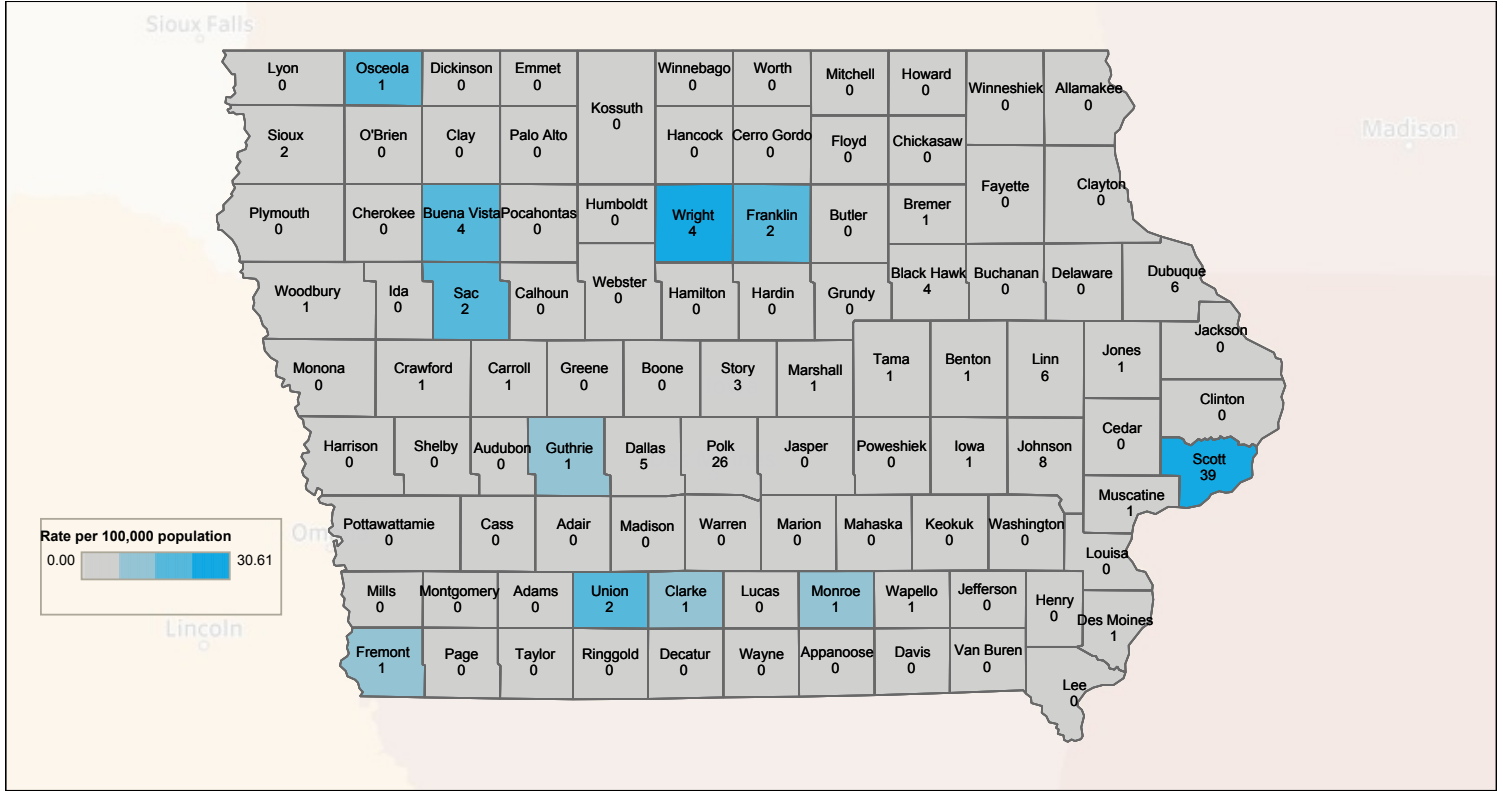 Sioux Falls
Lyon
0
Osceola
1
Dickinson
0
Emmet
0
Kossuth
0
Winnebago
0
Worth
0
Mitchell
0
Howard
0
Winneshiek
0
Allamakee
0
Madison
Sioux
2
O'Brien
0
Clay
0
Palo Alto
0
Hancock
0
Cerro Gordo
0
Floyd
0
Chickasaw
0
Plymouth
0
Cherokee
0
Buena Vista
4
Pocahontas
0
Humboldt
0
Wright
4
Franklin
2
Butler
0
Bremer
1
Fayette
0
Clayton
0
Woodbury
1
Ida
0
Sac
2
Calhoun
0
Webster
0
Hamilton
0
Hardin
0
Grundy
0
Black Hawk
4
Buchanan
0
Delaware
0
Dubuque
6
Monona
0
Crawford
1
Carroll
1
Greene
0
Boone
0
Story
3
Marshall
1
Tama
1
Benton
1
Linn
6
Jones
1
Jackson
0
Clinton
0
Harrison
0
Shelby
0
Audubon
0
Guthrie
1
Dallas
5
Polk
26
Jasper
0
Poweshiek
0
Iowa
1
Johnson
8
Cedar
0
Scott
39
Muscatine
1
Pottawattamie
0
Cass
0
Adair
0
Madison
0
Warren
0
Marion
0
Mahaska
0
Keokuk
0
Washington
0
Louisa
0
Om
Rate per 100,000 population
0.00
30.61
Mills
0
Montgomery
0
Adams
0
Union
2
Clarke
1
Lucas
0
Monroe
1
Wapello
1
Jefferson
0
Henry
0
Des Moines
1
Lincoln
Fremont
1
Page
0
Taylor
0
Ringgold
0
Decatur
0
Wayne
0
Appanoose
0
Davis
0
Van Buren
0
Lee
0